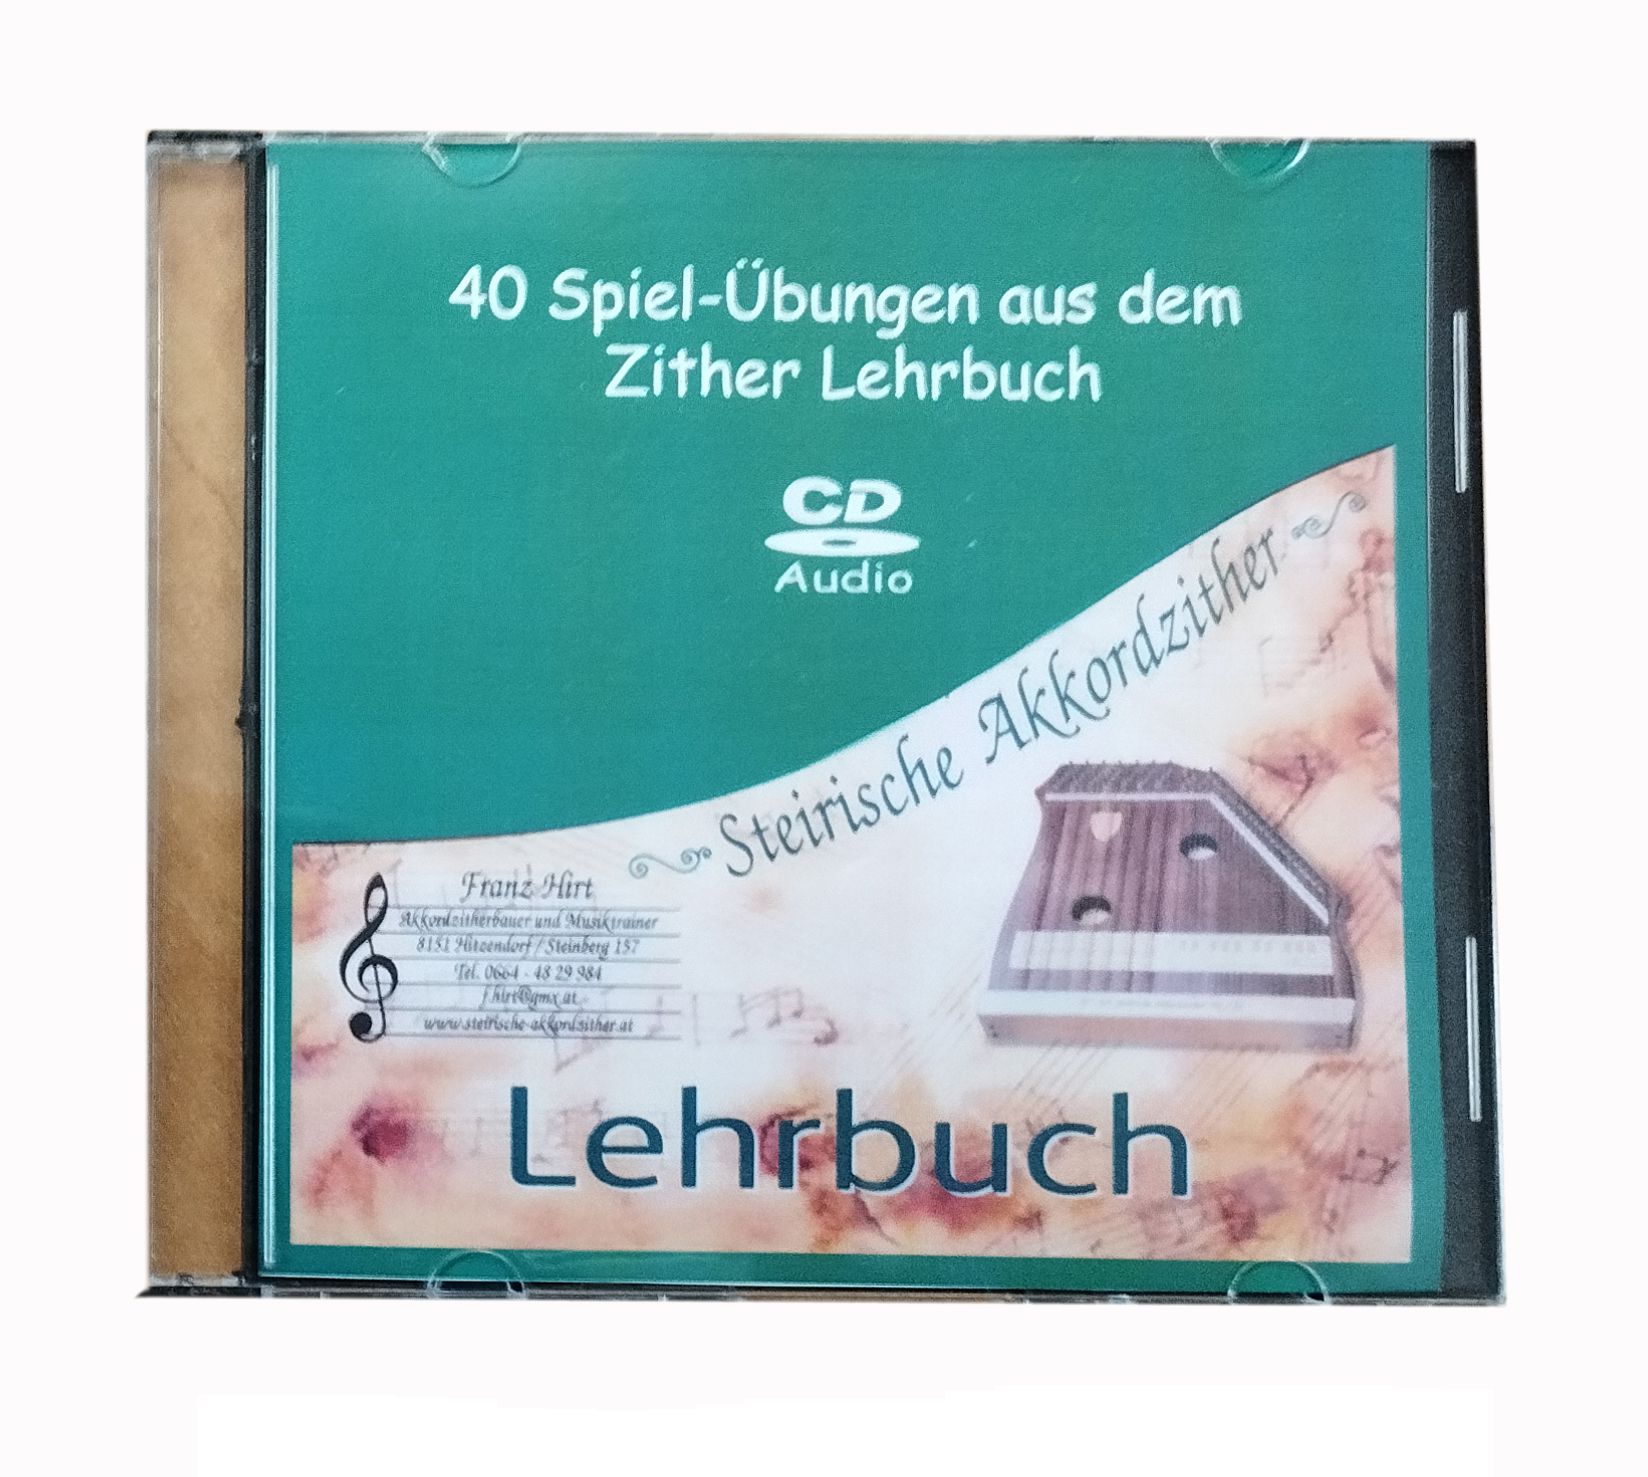 40 Spiel-Übungen aus dem
Zither Lehrbuch
CD
Audio
Steirische Akkordzither
Franz Hirt
Akkordzitherbauer und Musiktrainer
8151 Hitzendorf / Steinberg 157
Tel. 0664 - 48 29 984
f.hirt@gmx.at
www.steirische-akkordzither.at
Lehrbuch